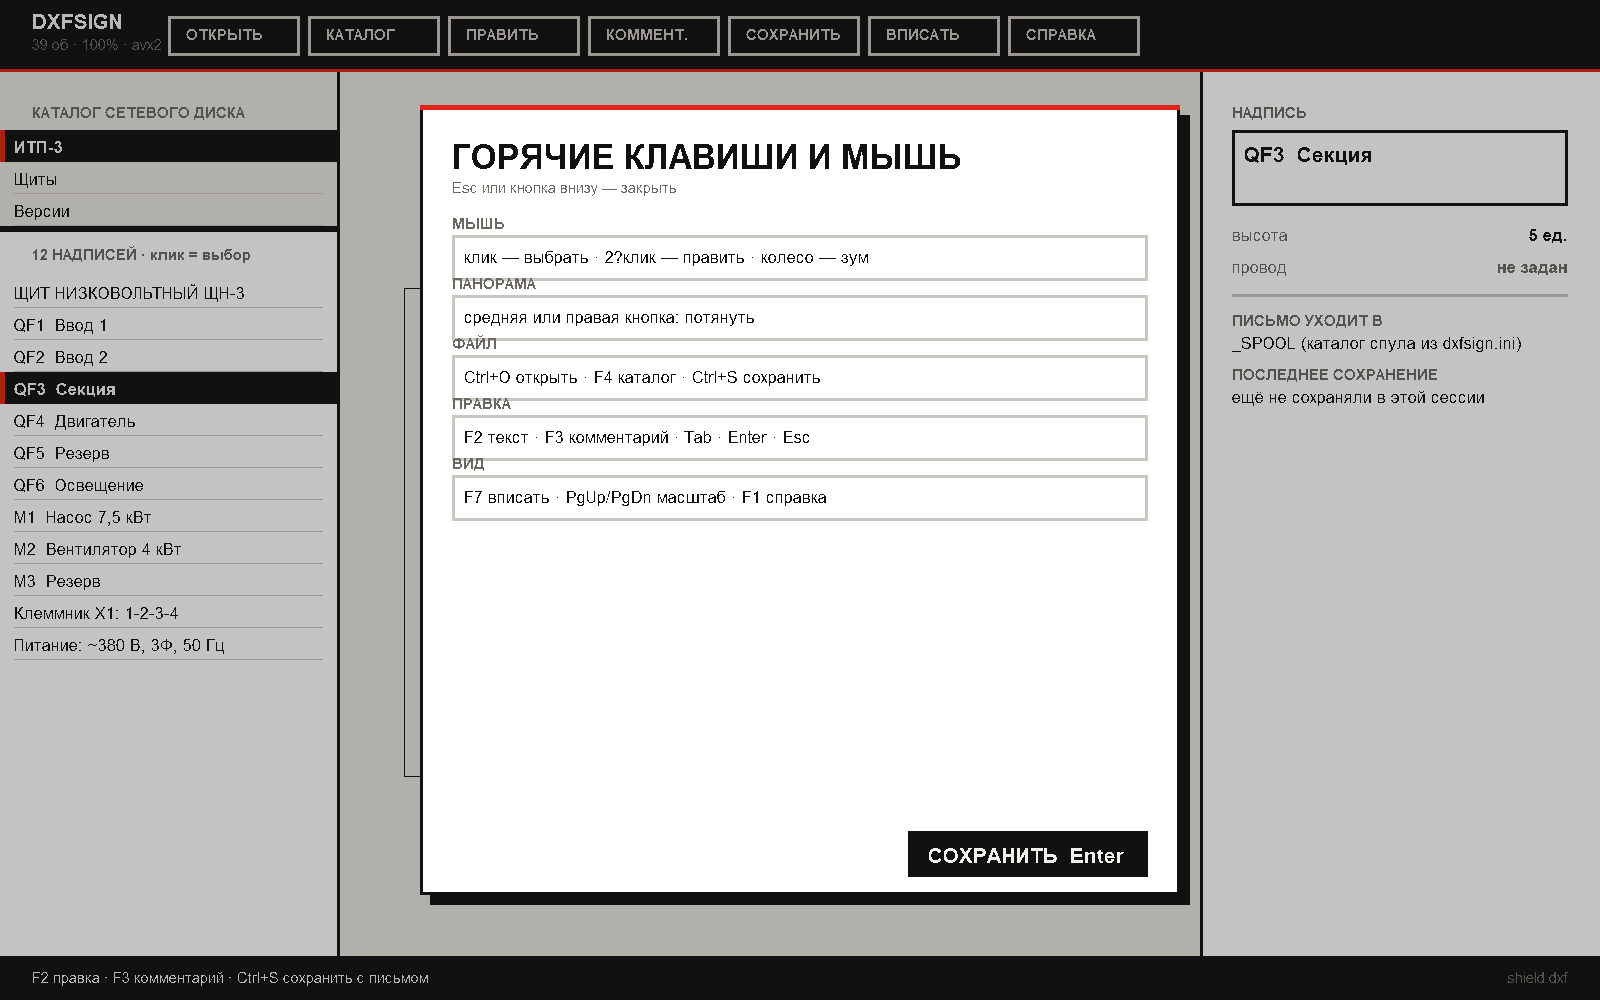 DXFSIGN
39 об · 100% · avx2
ОТКРЫТЬ
КАТАЛОГ
ПРАВИТЬ
КОММЕНТ.
СОХРАНИТЬ
ВПИСАТЬ
СПРАВКА
КАТАЛОГ СЕТЕВОГО ДИСКА
ИТП-3
Щиты
Версии
12 НАДПИСЕЙ · клик = выбор
ЩИТ НИЗКОВОЛЬТНЫЙ ЩН-3
QF1 Ввод 1
QF2 Ввод 2
QF3 Секция
QF4 Двигатель
QF5 Резерв
QF6 Освещение
М1 Насос 7,5 кВт
М2 Вентилятор 4 кВт
М3 Резерв
Клеммник X1: 1-2-3-4
Питание: ~380 В, 3Ф, 50 Гц
ГОРЯЧИЕ КЛАВИШИ И МЫШЬ
Esc или кнопка внизу — закрыть
МЫШЬ
клик — выбрать · 2?клик — править · колесо — зум
ПАНОРАМА
средняя или правая кнопка: потянуть
ФАЙЛ
Ctrl+O открыть · F4 каталог · Ctrl+S сохранить
ПРАВКА
F2 текст · F3 комментарий · Tab · Enter · Esc
ВИД
F7 вписать · PgUp/PgDn масштаб · F1 справка
СОХРАНИТЬ Enter
НАДПИСЬ
QF3 Секция
высота 5 ед.
провод не задан
ПИСЬМО УХОДИТ В
_SPOOL (каталог спула из dxfsign.ini)
ПОСЛЕДНЕЕ СОХРАНЕНИЕ
ещё не сохраняли в этой сессии
F2 правка · F3 комментарий · Ctrl+S сохранить с письмом
shield.dxf